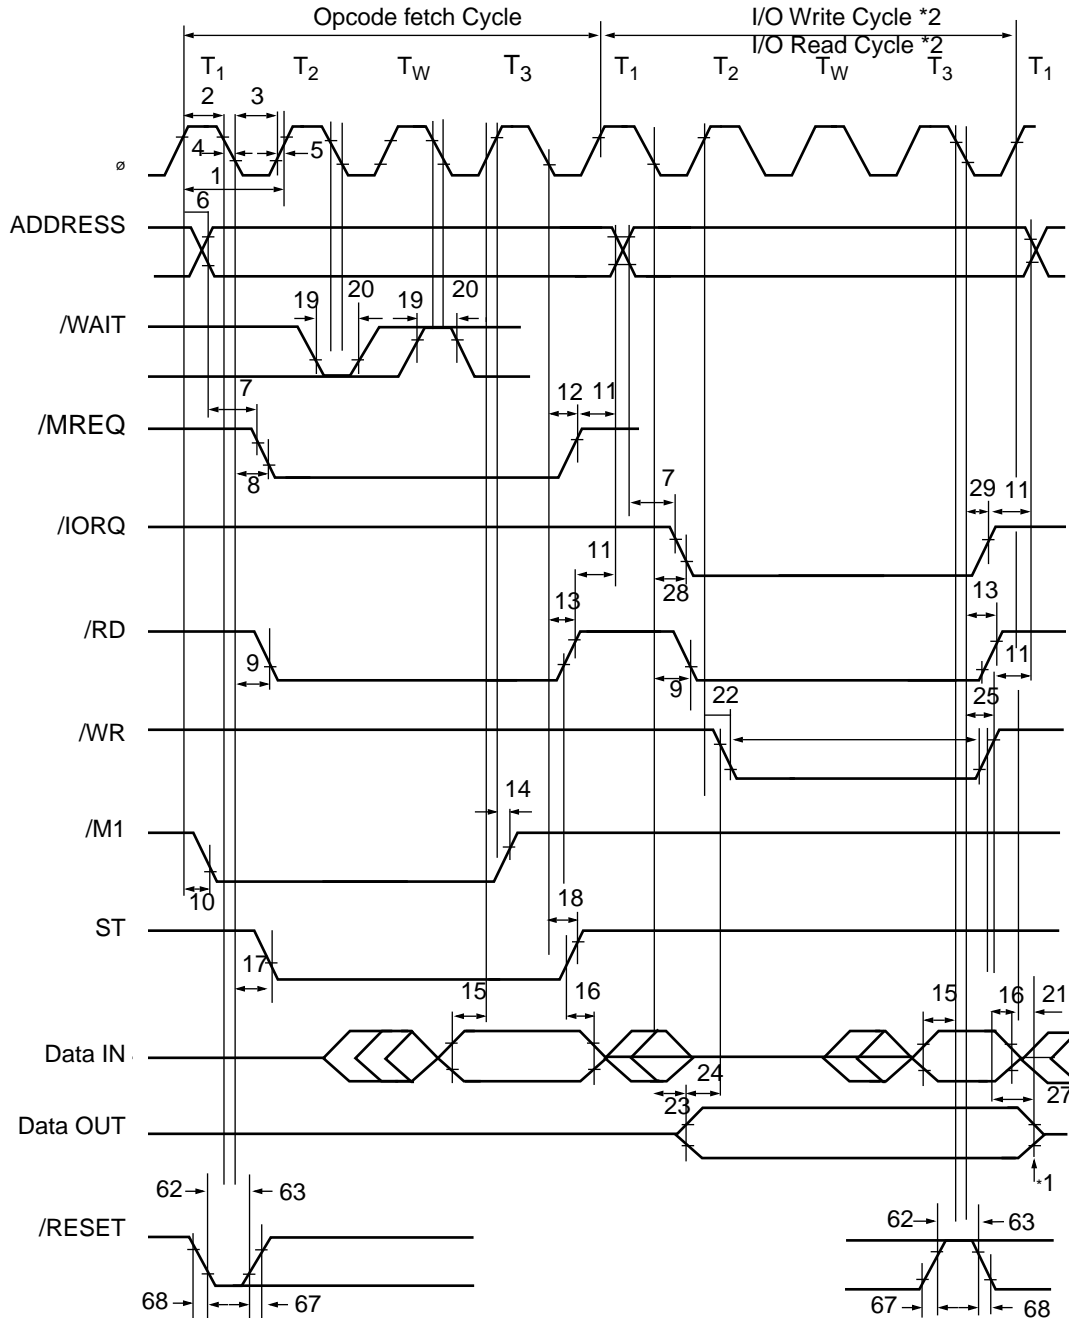 Opcode fetch Cycle I/O Write Cycle *2
I/O Read Cycle *2
T1 T2 TW T3 T1 T2 TW T3 T1
2 3
4 5
ø
1
6
ADDRESS
19 20 19 20
/WAIT
7 12 11
/MREQ
8 7 29 11
/IORQ
11
28
13 13
/RD
9 9 11
22 25
/WR
14
/M1
10 18
ST
17
15 16 15 16 21
Data IN
24
23 27
Data OUT
*1
62 63 62 63
/RESET
68 67 67 68